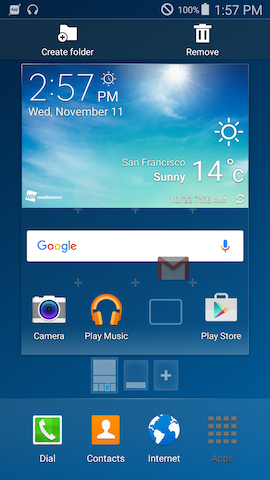 100% 1:57 PM
Create folder
Remove
2:57 PM
Wed, November 11
San Francisco
Sunny
14°C
10/22 7:06 AM
Google
Camera
Play Music
Play Store
Dial
Contacts
Internet
Apps